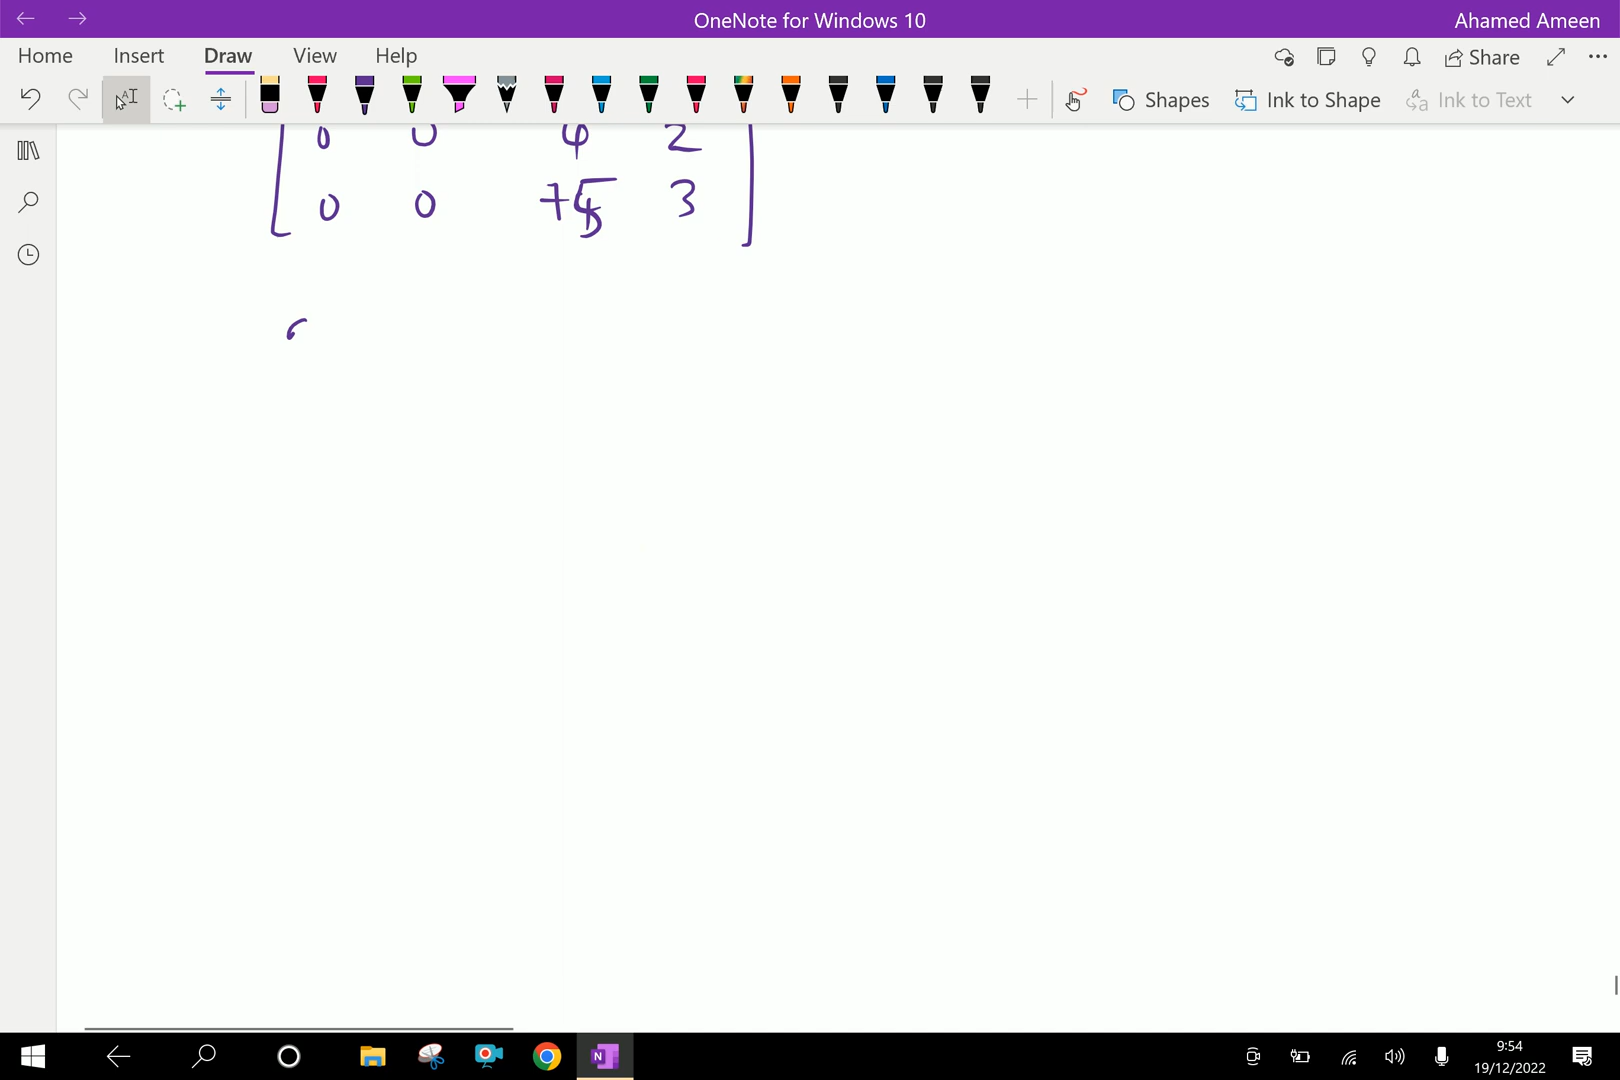 OneNote for Windows 10 Ahamed Ameen
Home Insert Draw View Help Share
Shapes Ink to Shape Ink to Text
0 0 4 2
0 0 + 3
9:54
19/12/2022